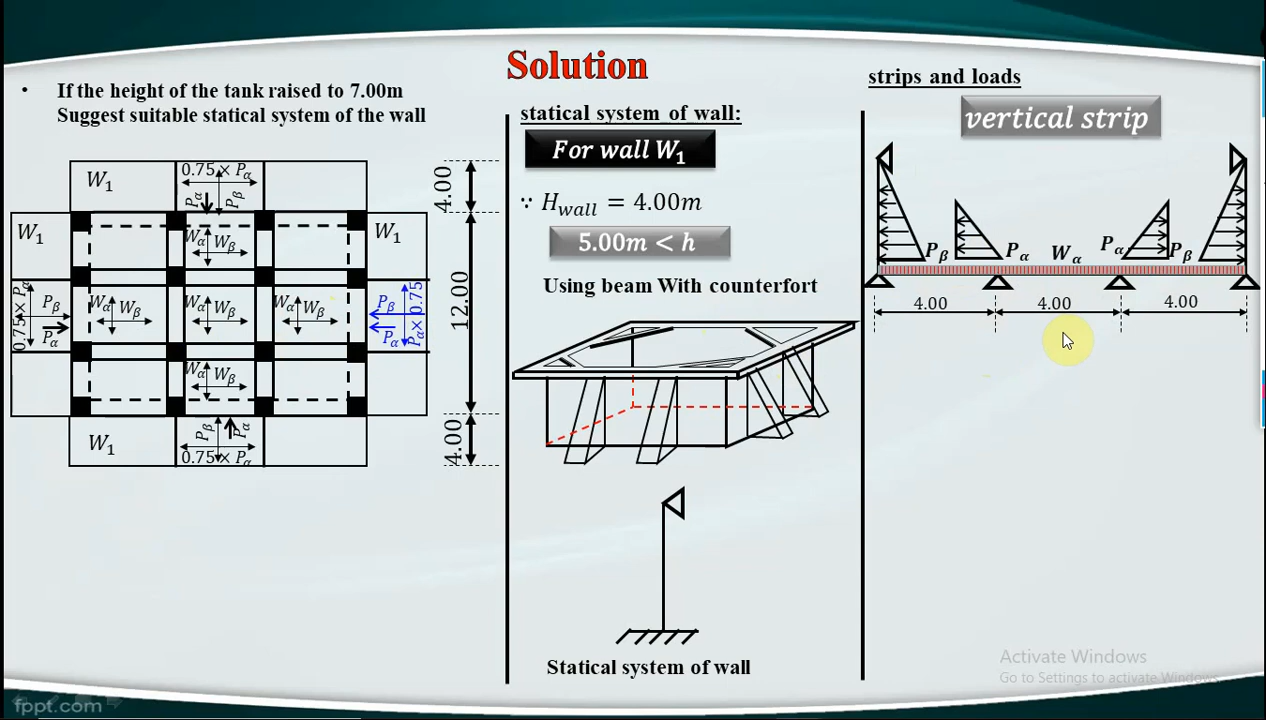 Solution
• If the height of the tank raised to 7.00m
Suggest suitable statical system of the wall
W₁
0.75 × Pα
Pα
Pβ
4.00
W₁
W₁
Wα
Wβ
12.00
0.75 × Pα
Pβ
Pα
Wα
Wβ
Wα
Wβ
Wα
Wβ
Pβ
Pα
Pα × 0.75
Wα
Wβ
W₁
Pβ
Pα
0.75 × Pα
4.00
statical system of wall:
For wall W₁
∵ H_wall = 4.00m
5.00m < h
Using beam With counterfort
Statical system of wall
strips and loads
vertical strip
Pβ
Pα
Wα
Pα
Pβ
4.00
4.00
4.00
Activate Windows
Go to Settings to activate Windows.
fppt.com